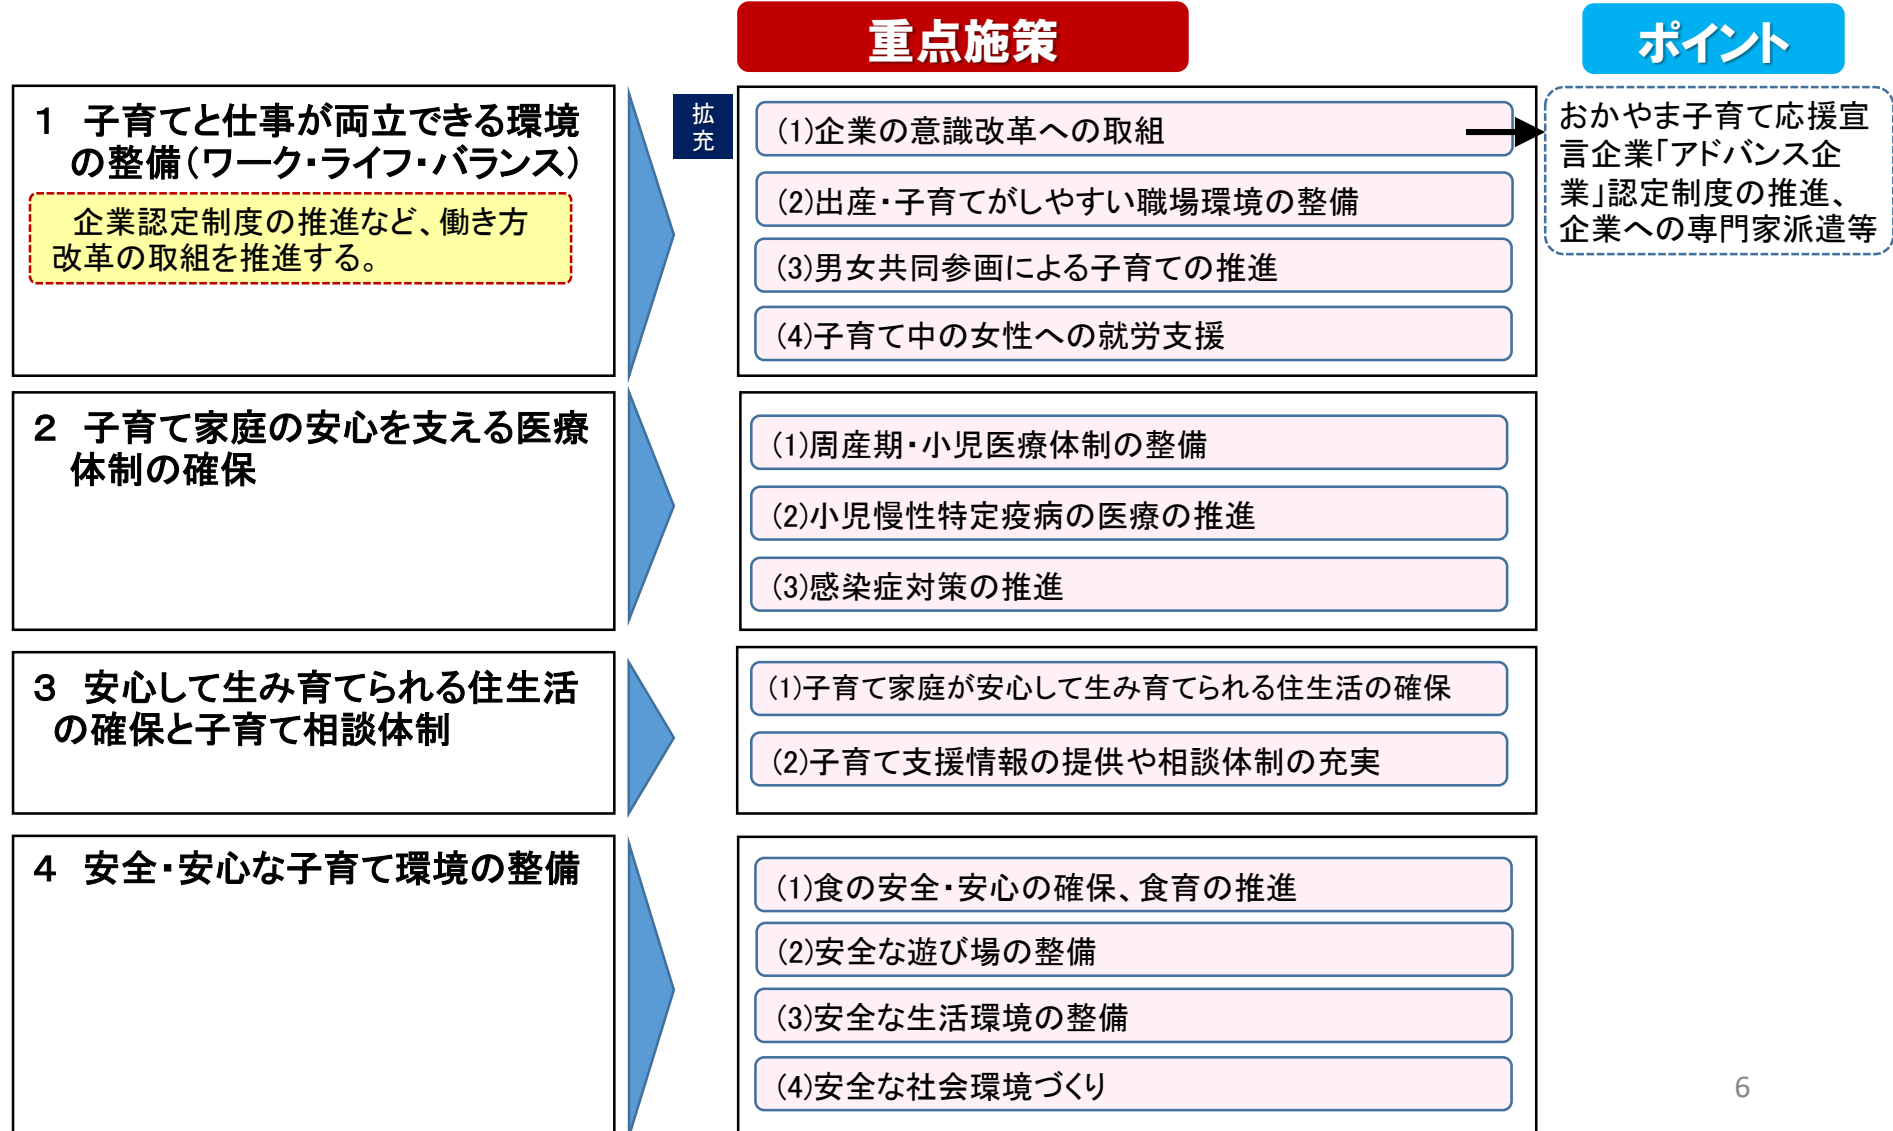 重点施策
ポイント
1　子育てと仕事が両立できる環境
の整備（ワーク・ライフ・バランス）
企業認定制度の推進など、働き方
改革の取組を推進する。
拡
充
(1)企業の意識改革への取組
(2)出産・子育てがしやすい職場環境の整備
(3)男女共同参画による子育ての推進
(4)子育て中の女性への就労支援
おかやま子育て応援宣
言企業「アドバンス企
業」認定制度の推進、
企業への専門家派遣等
2　子育て家庭の安心を支える医療
体制の確保
(1)周産期・小児医療体制の整備
(2)小児慢性特定疾病の医療の推進
(3)感染症対策の推進
3　安心して生み育てられる住生活
の確保と子育て相談体制
(1)子育て家庭が安心して生み育てられる住生活の確保
(2)子育て支援情報の提供や相談体制の充実
4　安全・安心な子育て環境の整備
(1)食の安全・安心の確保、食育の推進
(2)安全な遊び場の整備
(3)安全な生活環境の整備
(4)安全な社会環境づくり
6